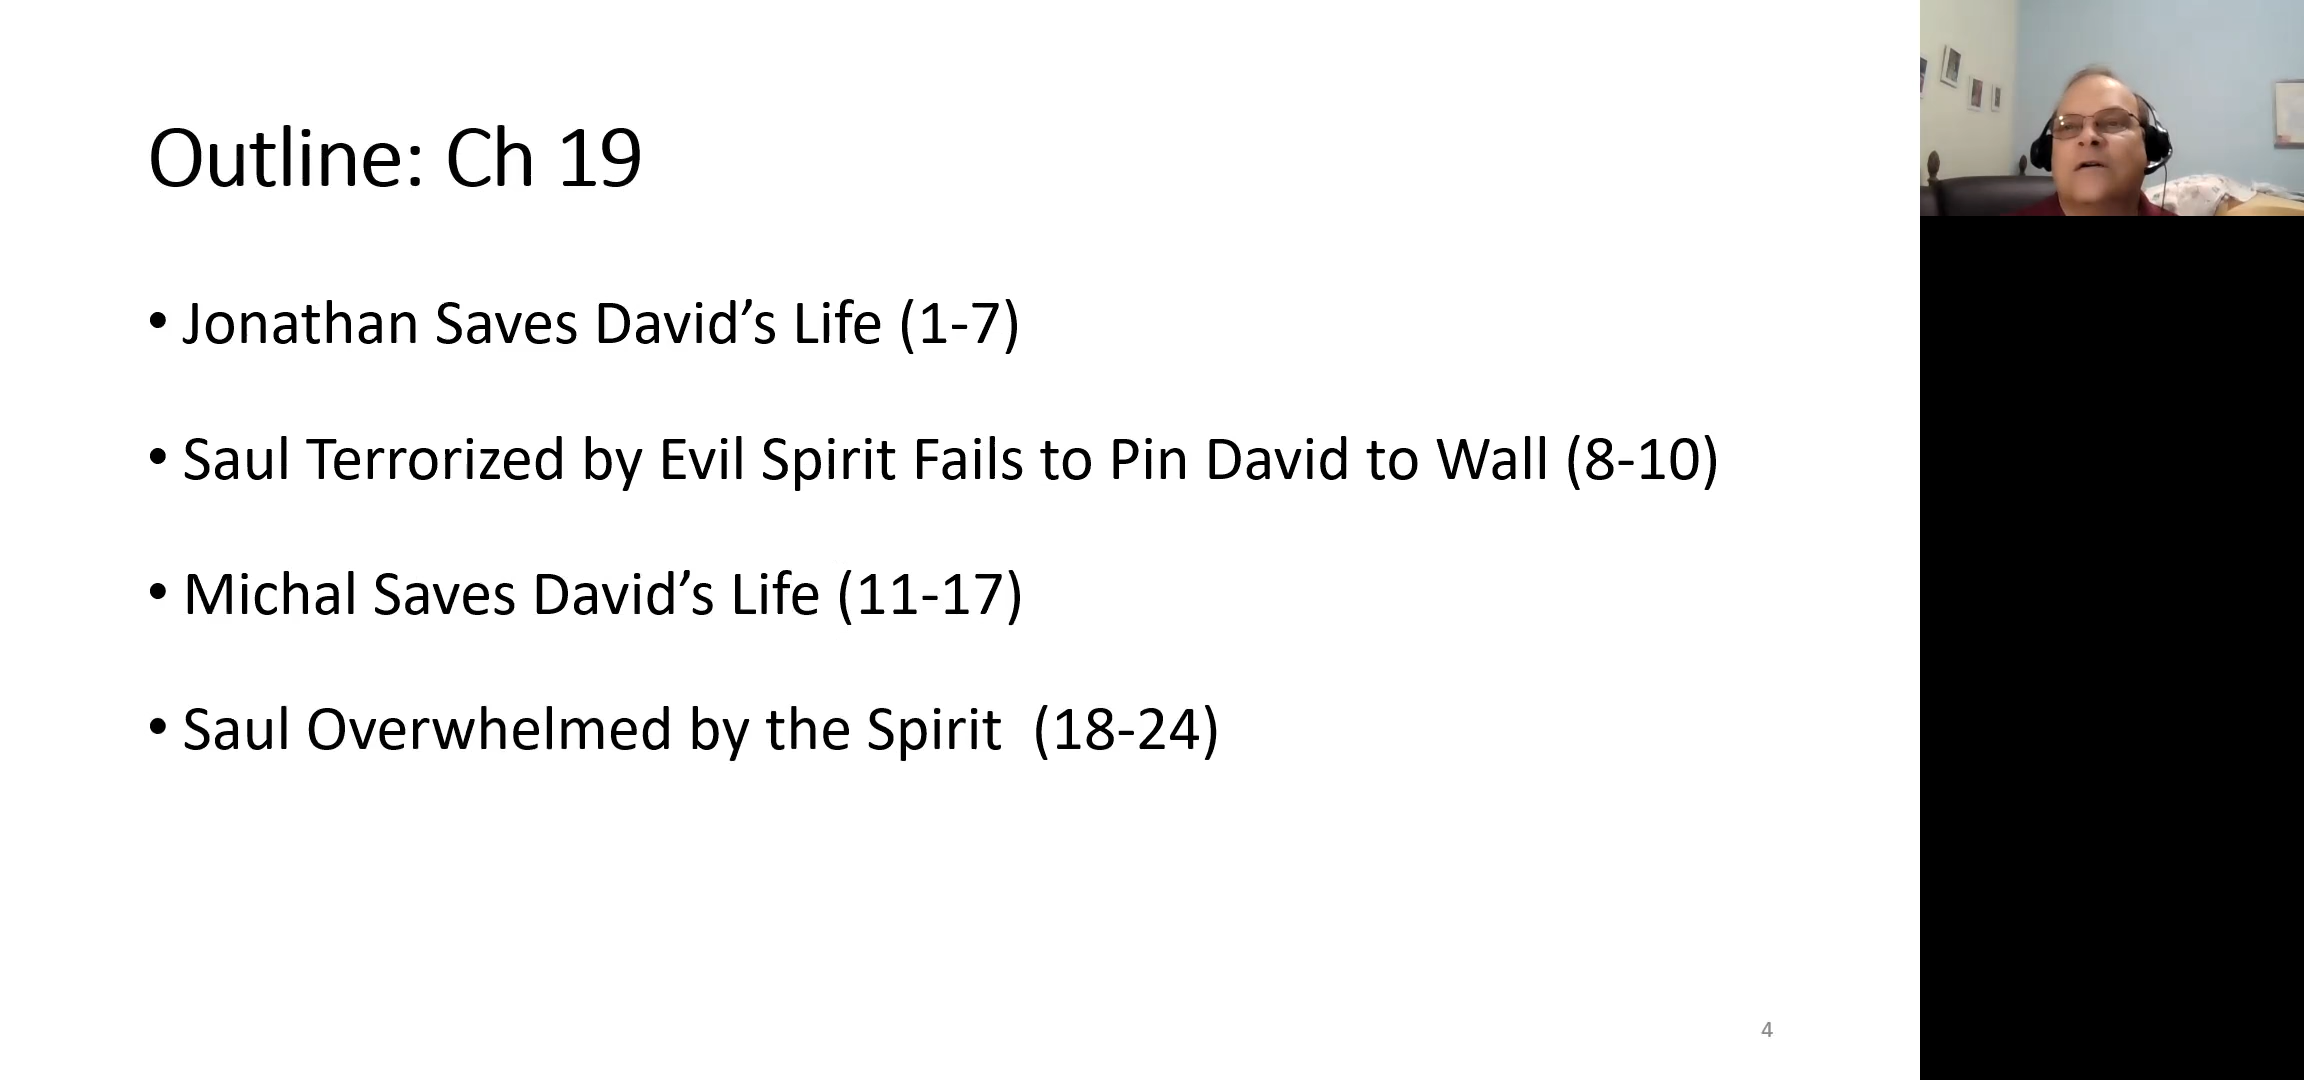 Outline: Ch 19
• Jonathan Saves David’s Life (1-7)
• Saul Terrorized by Evil Spirit Fails to Pin David to Wall (8-10)
• Michal Saves David’s Life (11-17)
• Saul Overwhelmed by the Spirit  (18-24)
4